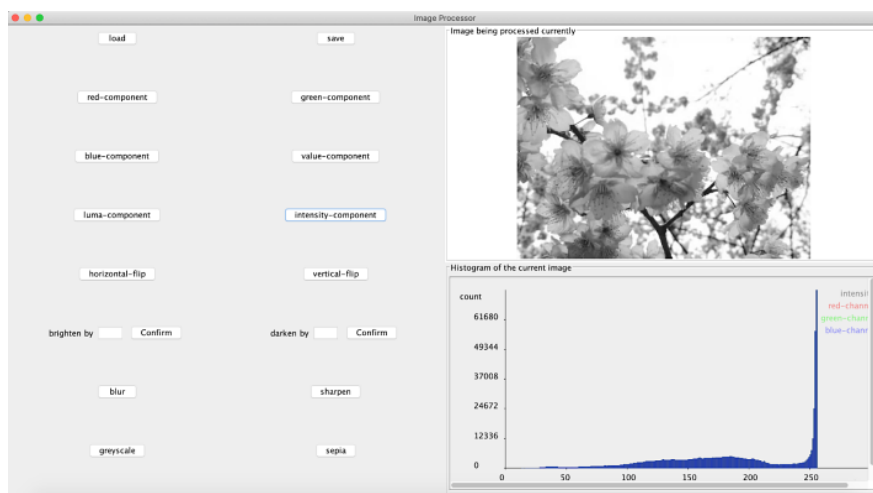 Image Processor
load
save
red-component
green-component
blue-component
value-component
luma-component
intensity-component
horizontal-flip
vertical-flip
brighten by Confirm
darken by Confirm
blur
sharpen
greyscale
sepia
Image being processed currently
Histogram of the current image
count
intensit
red-chann
green-chanr
blue-chanr
61680
49344
37008
24672
12336
0
0 50 100 150 200 250